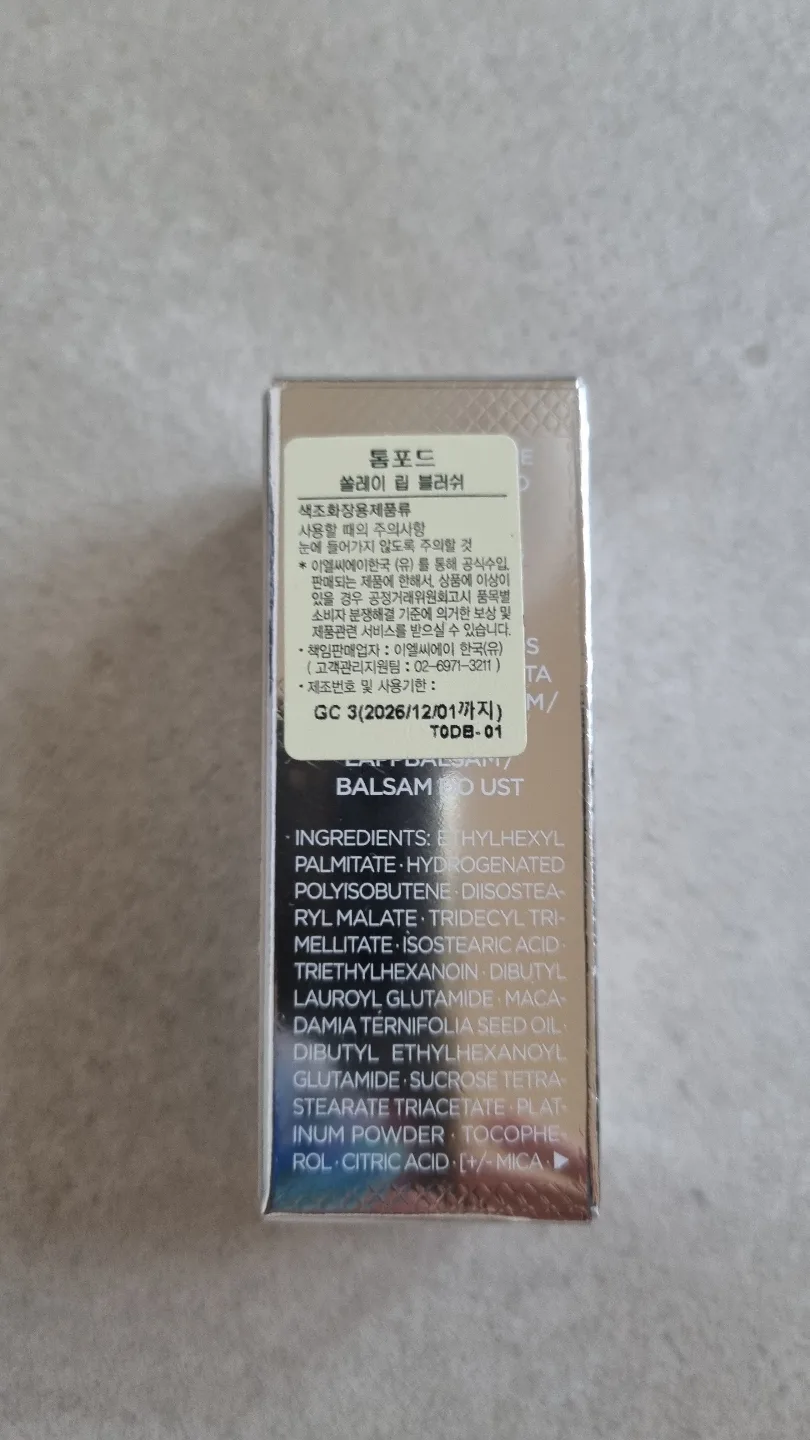 톰포드
쏠레이 립 블러쉬
색조화장용제품류
사용할 때의 주의사항
눈에 들어가지 않도록 주의할 것
* 이엘씨에이한국 (유) 를 통해 공식수입,
판매되는 제품에 한해서, 상품에 이상이
있을 경우 공정거래위원회고시 품목별
소비자 분쟁해결 기준에 의거한 보상 및
제품관련 서비스를 받으실 수 있습니다.
• 책임판매업자 : 이엘씨에이 한국(유)
( 고객관리지원팀 : 02-6971-3211 )
• 제조번호 및 사용기한 :
GC 3(2026/12/01까지)
T0DB-01
LAPPBALSAM/
BALSAM DO UST
INGREDIENTS: ETHYLHEXYL
PALMITATE · HYDROGENATED
POLYISOBUTENE · DIISOSTEA-
RYL MALATE · TRIDECYL TRI-
MELLITATE · ISOSTEARIC ACID ·
TRIETHYLHEXANOIN · DIBUTYL
LAUROYL GLUTAMIDE · MACA-
DAMIA TERNIFOLIA SEED OIL ·
DIBUTYL ETHYLHEXANOYL
GLUTAMIDE · SUCROSE TETRA-
STEARATE TRIACETATE · PLAT-
INUM POWDER · TOCOPHE-
ROL · CITRIC ACID · [+/- MICA · ▶